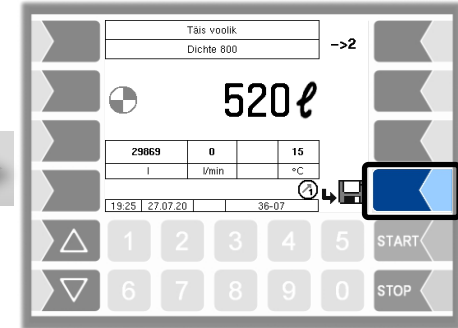 Täis voolik
Dichte 800
->2
520 ℓ
29869 0 15
l l/min °C
1
19:25 27.07.20 36-07
1 2 3 4 5 START
6 7 8 9 0 STOP